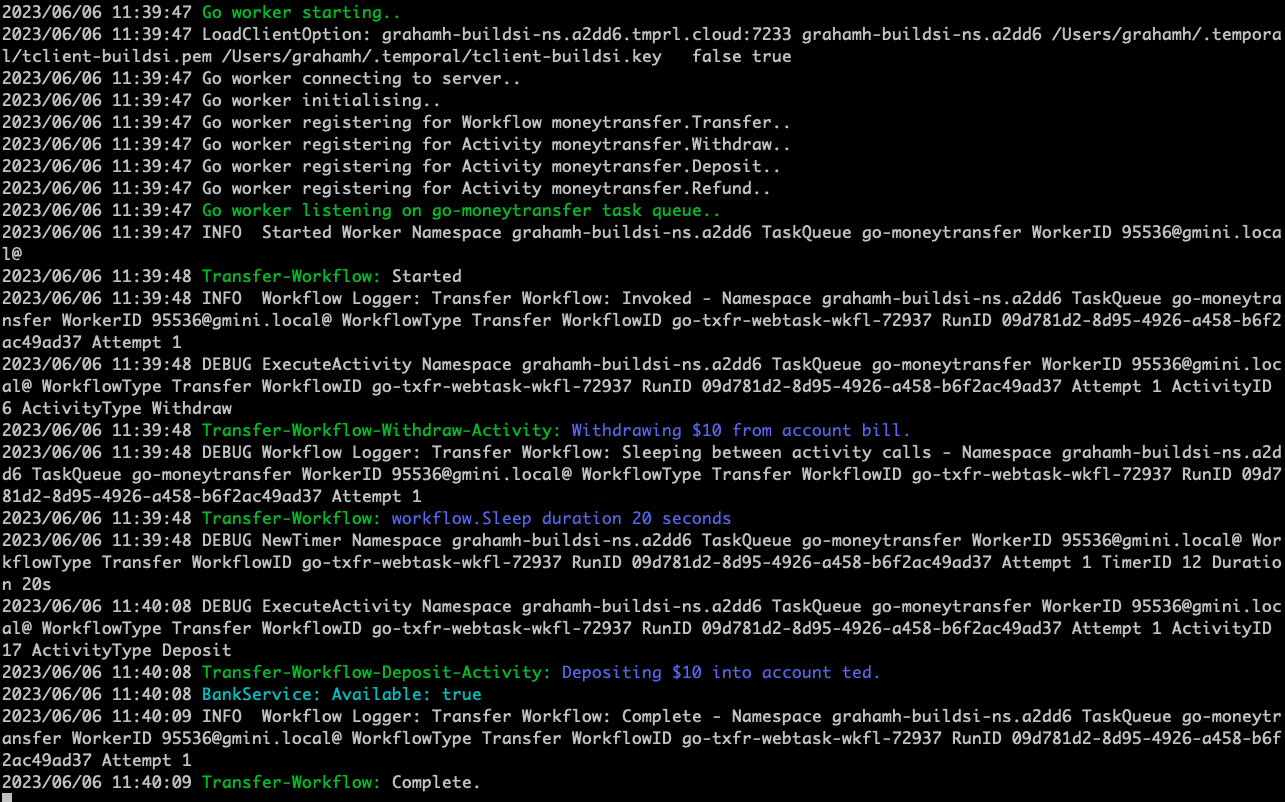 2023/06/06 11:39:47 Go worker starting..
2023/06/06 11:39:47 LoadClientOption: grahamh-buildsi-ns.a2dd6.tmprl.cloud:7233 grahamh-buildsi-ns.a2dd6 /Users/grahamh/.tempora
l/tclient-buildsi.pem /Users/grahamh/.temporal/tclient-buildsi.key   false true
2023/06/06 11:39:47 Go worker connecting to server..
2023/06/06 11:39:47 Go worker initialising..
2023/06/06 11:39:47 Go worker registering for Workflow moneytransfer.Transfer..
2023/06/06 11:39:47 Go worker registering for Activity moneytransfer.Withdraw..
2023/06/06 11:39:47 Go worker registering for Activity moneytransfer.Deposit..
2023/06/06 11:39:47 Go worker registering for Activity moneytransfer.Refund..
2023/06/06 11:39:47 Go worker listening on go-moneytransfer task queue..
2023/06/06 11:39:47 INFO  Started Worker Namespace grahamh-buildsi-ns.a2dd6 TaskQueue go-moneytransfer WorkerID 95536@gmini.loca
l@
2023/06/06 11:39:48 Transfer-Workflow: Started
2023/06/06 11:39:48 INFO  Workflow Logger: Transfer Workflow: Invoked - Namespace grahamh-buildsi-ns.a2dd6 TaskQueue go-moneytra
nsfer WorkerID 95536@gmini.local@ WorkflowType Transfer WorkflowID go-txfr-webtask-wkfl-72937 RunID 09d781d2-8d95-4926-a458-b6f2
ac49ad37 Attempt 1
2023/06/06 11:39:48 DEBUG ExecuteActivity Namespace grahamh-buildsi-ns.a2dd6 TaskQueue go-moneytransfer WorkerID 95536@gmini.loc
al@ WorkflowType Transfer WorkflowID go-txfr-webtask-wkfl-72937 RunID 09d781d2-8d95-4926-a458-b6f2ac49ad37 Attempt 1 ActivityID
6 ActivityType Withdraw
2023/06/06 11:39:48 Transfer-Workflow-Withdraw-Activity: Withdrawing $10 from account bill.
2023/06/06 11:39:48 DEBUG Workflow Logger: Transfer Workflow: Sleeping between activity calls - Namespace grahamh-buildsi-ns.a2d
d6 TaskQueue go-moneytransfer WorkerID 95536@gmini.local@ WorkflowType Transfer WorkflowID go-txfr-webtask-wkfl-72937 RunID 09d7
81d2-8d95-4926-a458-b6f2ac49ad37 Attempt 1
2023/06/06 11:39:48 Transfer-Workflow: workflow.Sleep duration 20 seconds
2023/06/06 11:39:48 DEBUG NewTimer Namespace grahamh-buildsi-ns.a2dd6 TaskQueue go-moneytransfer WorkerID 95536@gmini.local@ Wor
kflowType Transfer WorkflowID go-txfr-webtask-wkfl-72937 RunID 09d781d2-8d95-4926-a458-b6f2ac49ad37 Attempt 1 TimerID 12 Duratio
n 20s
2023/06/06 11:40:08 DEBUG ExecuteActivity Namespace grahamh-buildsi-ns.a2dd6 TaskQueue go-moneytransfer WorkerID 95536@gmini.loc
al@ WorkflowType Transfer WorkflowID go-txfr-webtask-wkfl-72937 RunID 09d781d2-8d95-4926-a458-b6f2ac49ad37 Attempt 1 ActivityID
17 ActivityType Deposit
2023/06/06 11:40:08 Transfer-Workflow-Deposit-Activity: Depositing $10 into account ted.
2023/06/06 11:40:08 BankService: Available: true
2023/06/06 11:40:09 INFO  Workflow Logger: Transfer Workflow: Complete - Namespace grahamh-buildsi-ns.a2dd6 TaskQueue go-moneytr
ansfer WorkerID 95536@gmini.local@ WorkflowType Transfer WorkflowID go-txfr-webtask-wkfl-72937 RunID 09d781d2-8d95-4926-a458-b6f
2ac49ad37 Attempt 1
2023/06/06 11:40:09 Transfer-Workflow: Complete.